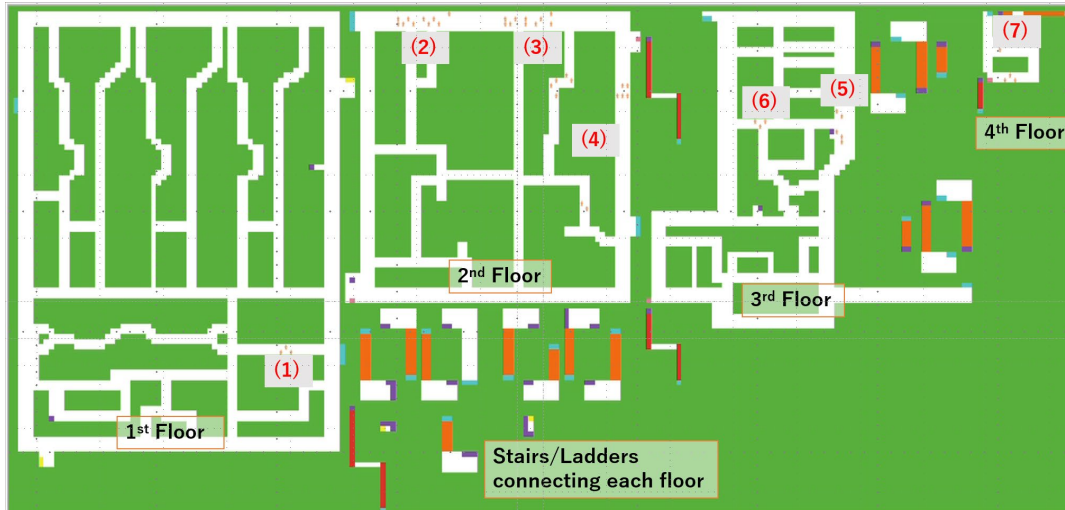 (2)
(3)
(7)
(6)
(5)
(4)
4th Floor
2nd Floor
3rd Floor
(1)
1st Floor
Stairs/Ladders
connecting each floor